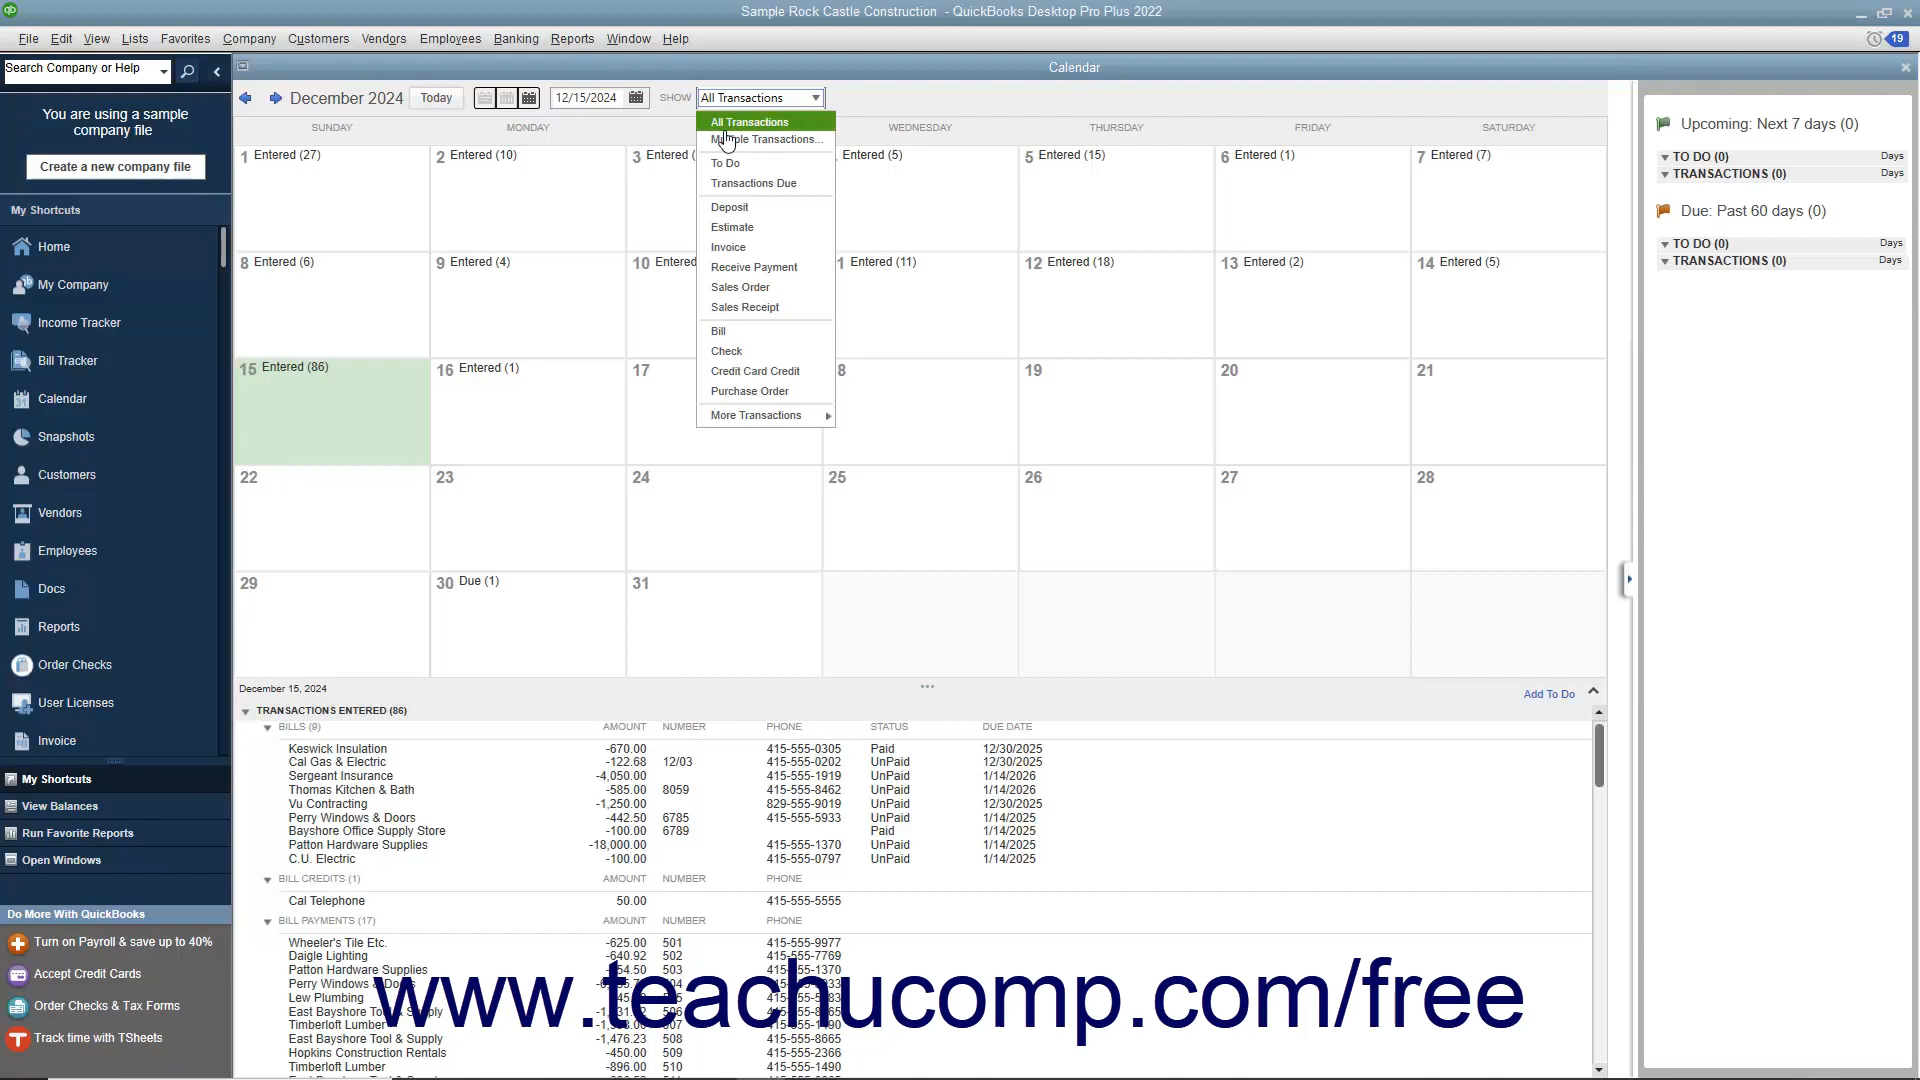 Sample Rock Castle Construction - QuickBooks Desktop Pro Plus 2022
File Edit View Lists Favorites Company Customers Vendors Employees Banking Reports Window Help
19
Search Company or Help
Calendar
You are using a sample
company file
Create a new company file
My Shortcuts
Home
My Company
Income Tracker
Bill Tracker
Calendar
Snapshots
Customers
Vendors
Employees
Docs
Reports
Order Checks
User Licenses
Invoice
My Shortcuts
View Balances
Run Favorite Reports
Open Windows
Do More With QuickBooks
Turn on Payroll & save up to 40%
Accept Credit Cards
Order Checks & Tax Forms
Track time with TSheets
December 2024 Today 12/15/2024 SHOW All Transactions
All Transactions
Transactions...
To Do
Transactions Due
Deposit
Estimate
Invoice
Receive Payment
Sales Order
Sales Receipt
Bill
Check
Credit Card Credit
Purchase Order
More Transactions
SUNDAY MONDAY WEDNESDAY THURSDAY FRIDAY SATURDAY
1 Entered (27) 2 Entered (10) 3 Entered ( Entered (5) 5 Entered (15) 6 Entered (1) 7 Entered (7)
8 Entered (6) 9 Entered (4) 10 Entered 1 Entered (11) 12 Entered (18) 13 Entered (2) 14 Entered (5)
15 Entered (86) 16 Entered (1) 17 8 19 20 21
22 23 24 25 26 27 28
29 30 Due (1) 31
December 15, 2024 Add To Do
TRANSACTIONS ENTERED (86)
BILLS (9) AMOUNT NUMBER PHONE STATUS DUE DATE
Keswick Insulation -670.00 415-555-0305 Paid 12/30/2025
Cal Gas & Electric -122.68 12/03 415-555-0202 UnPaid 12/30/2025
Sergeant Insurance -4,050.00 415-555-1919 UnPaid 1/14/2026
Thomas Kitchen & Bath -585.00 8059 415-555-8462 UnPaid 1/14/2026
Vu Contracting -1,250.00 829-555-9019 UnPaid 12/30/2025
Perry Windows & Doors -442.50 6785 415-555-5933 UnPaid 1/14/2025
Bayshore Office Supply Store -100.00 6789 Paid 1/14/2025
Patton Hardware Supplies -18,000.00 415-555-1370 UnPaid 1/14/2025
C.U. Electric -100.00 415-555-0797 UnPaid 1/14/2025
BILL CREDITS (1) AMOUNT NUMBER PHONE
Cal Telephone 50.00 415-555-5555
BILL PAYMENTS (17) AMOUNT NUMBER PHONE
Wheeler's Tile Etc. -625.00 501 415-555-9977
Daigle Lighting -640.92 502 415-555-7769
Patton Hardware Supplies 503 415-555-1370
Perry Windows & Doors
Lew Plumbing
East Bayshore Tool & Supply 506
Timberloft Lumber
East Bayshore Tool & Supply -1,476.23 508 415-555-8665
Hopkins Construction Rentals -450.00 509 415-555-2366
Timberloft Lumber -896.00 510 415-555-1490
www.teachucomp.com/free
Upcoming: Next 7 days (0)
TO DO (0) Days
TRANSACTIONS (0) Days
Due: Past 60 days (0)
TO DO (0) Days
TRANSACTIONS (0) Days